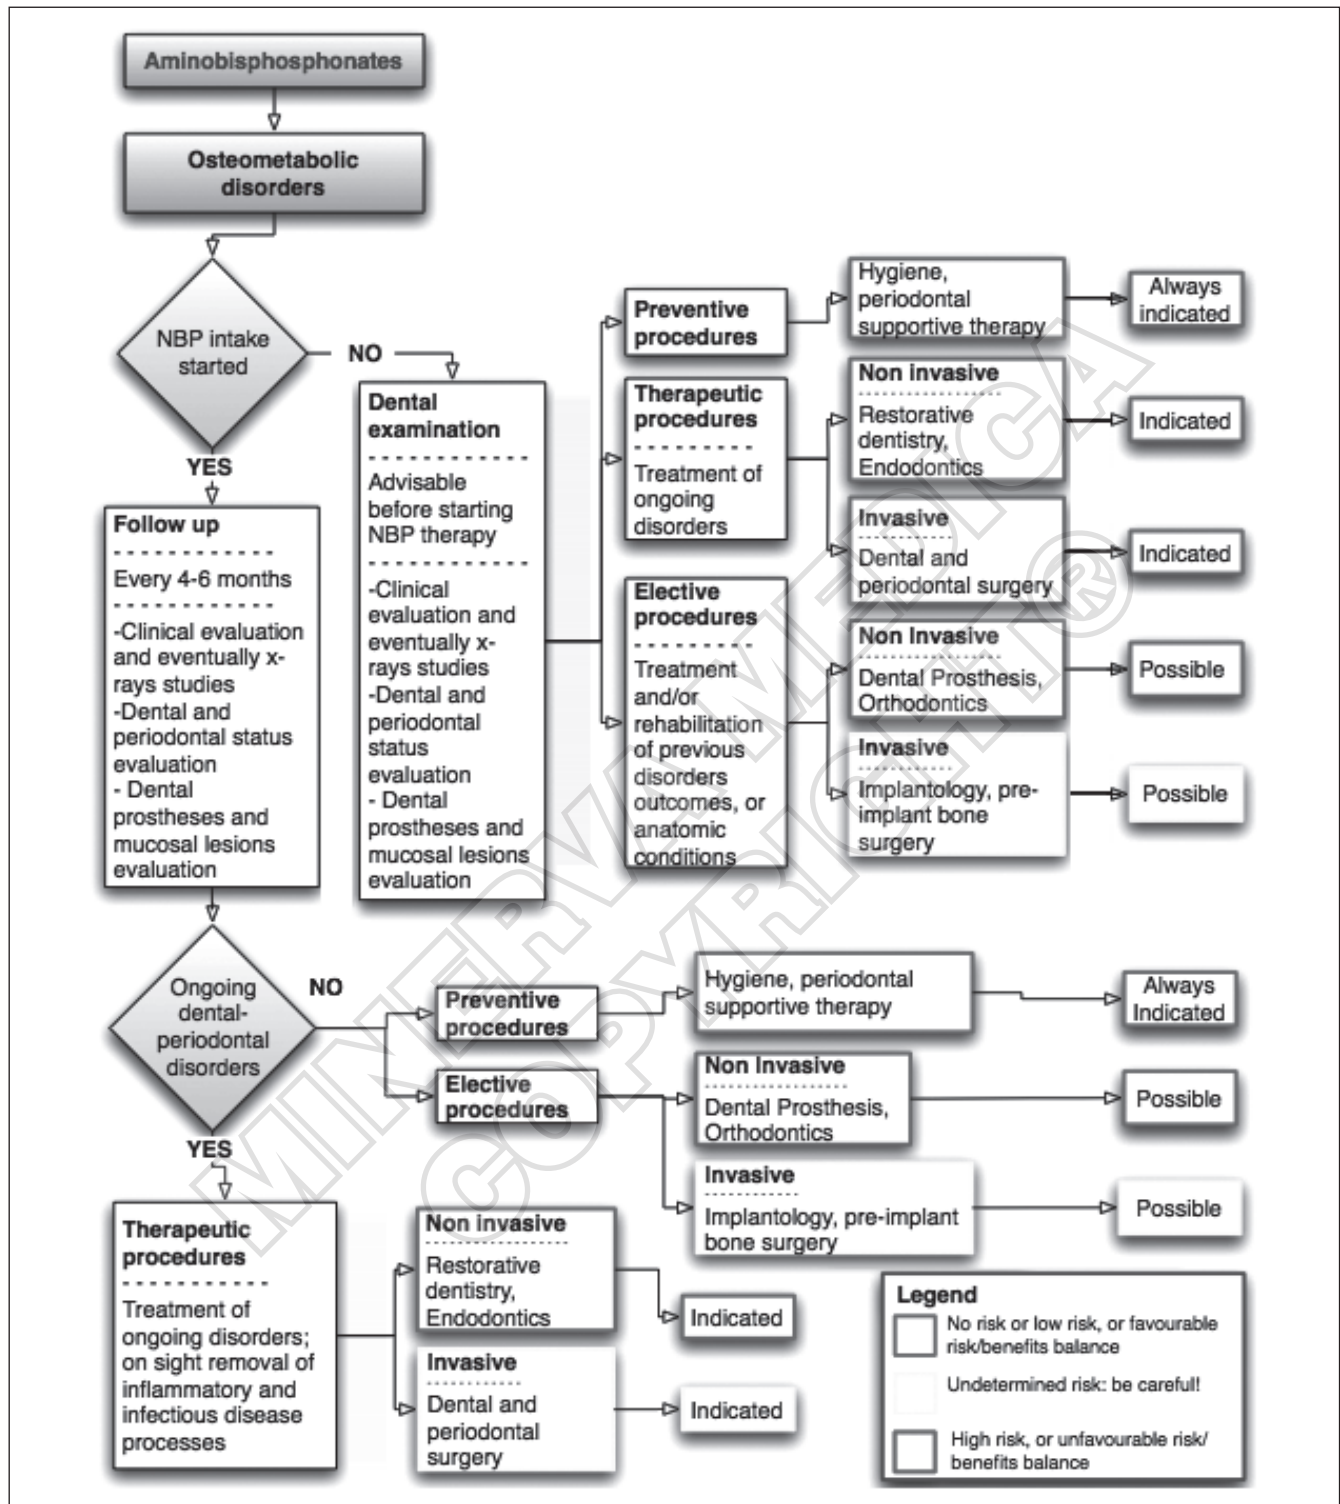 Aminobisphosphonates
Osteometabolic
disorders
NBP intake
started
NO
YES
Follow up
Every 4-6 months
-Clinical evaluation
and eventually x-
rays studies
-Dental and
periodontal status
evaluation
- Dental
prostheses and
mucosal lesions
evaluation
Dental
examination
Advisable
before starting
NBP therapy
-Clinical
evaluation and
eventually x-
rays studies
-Dental and
periodontal
status
evaluation
- Dental
prostheses and
mucosal lesions
evaluation
Preventive
procedures
Hygiene,
periodontal
supportive therapy
Always
indicated
Therapeutic
procedures
Treatment of
ongoing
disorders
Non invasive
Restorative
dentistry,
Endodontics
Indicated
Invasive
Dental and
periodontal surgery
Indicated
Elective
procedures
Treatment
and/or
rehabilitation
of previous
disorders
outcomes, or
anatomic
conditions
Non Invasive
Dental Prosthesis,
Orthodontics
Possible
Invasive
Implantology, pre-
implant bone
surgery
Possible
Ongoing
dental-
periodontal
disorders
NO
YES
Preventive
procedures
Hygiene, periodontal
supportive therapy
Always
Indicated
Elective
procedures
Non Invasive
Dental Prosthesis,
Orthodontics
Possible
Invasive
Implantology, pre-implant
bone surgery
Possible
Therapeutic
procedures
Treatment of
ongoing disorders;
on sight removal of
inflammatory and
infectious disease
processes
Non invasive
Restorative
dentistry,
Endodontics
Indicated
Invasive
Dental and
periodontal
surgery
Indicated
Legend
No risk or low risk, or favourable
risk/benefits balance
Undetermined risk: be careful!
High risk, or unfavourable risk/
benefits balance
MINERVA MEDICA
COPYRIGHT®